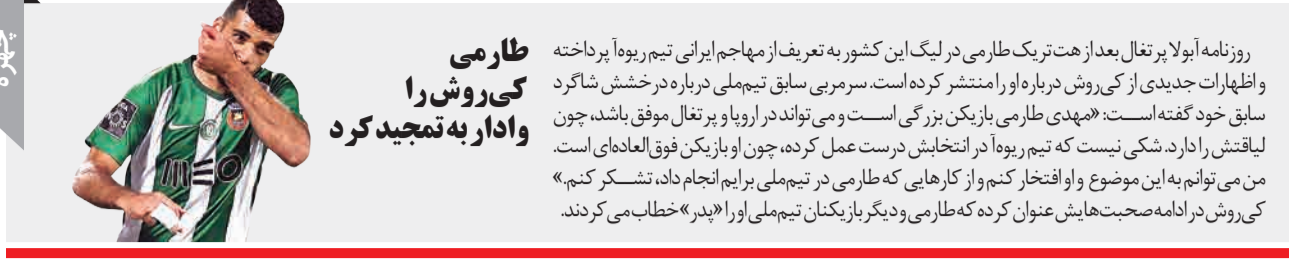 چهره
طارمی
کی‌روش را
وادار به تمجید کرد
روزنامه آبولا پرتغال بعد از هت‌تریک طارمی در لیگ این کشور به تعریف از مهاجم ایرانی تیم ریوه‌آ پرداخته
و اظهارات جدیدی از کی‌روش درباره او را منتشر کرده است. سرمربی سابق تیم‌ملی درباره درخشش شاگرد
سابق خود گفته است: «مهدی طارمی بازیکن بزرگی است و می‌تواند در اروپا و پرتغال موفق باشد، چون
لیاقتش را دارد. شکی نیست که تیم ریوه‌آ در انتخابش درست عمل کرده، چون او بازیکن فوق‌العاده‌ای است.
من می‌توانم به این موضوع و او افتخار کنم و از کارهایی که طارمی در تیم‌ملی برایم انجام داد، تشکر کنم.»
کی‌روش در ادامه صحبت‌هایش عنوان کرده که طارمی و دیگر بازیکنان تیم‌ملی او را «پدر» خطاب می‌کردند.
MEO